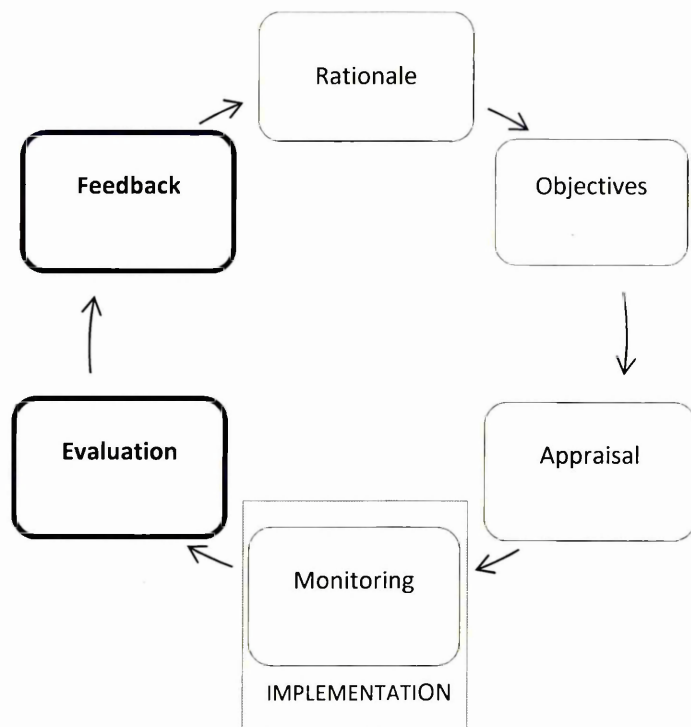 Rationale
Objectives
Appraisal
Monitoring
IMPLEMENTATION
Evaluation
Feedback